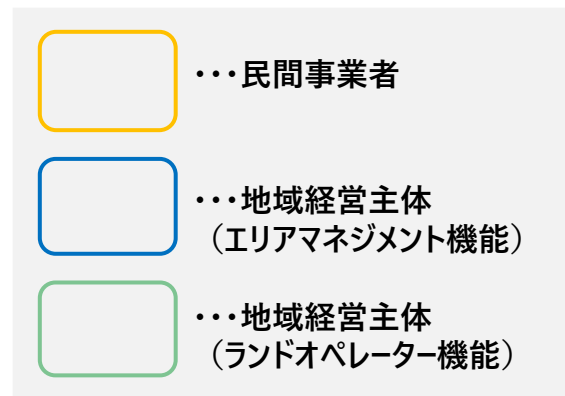 ・・・民間事業者
・・・地域経営主体
（エリアマネジメント機能）
・・・地域経営主体
（ランドオペレーター機能）